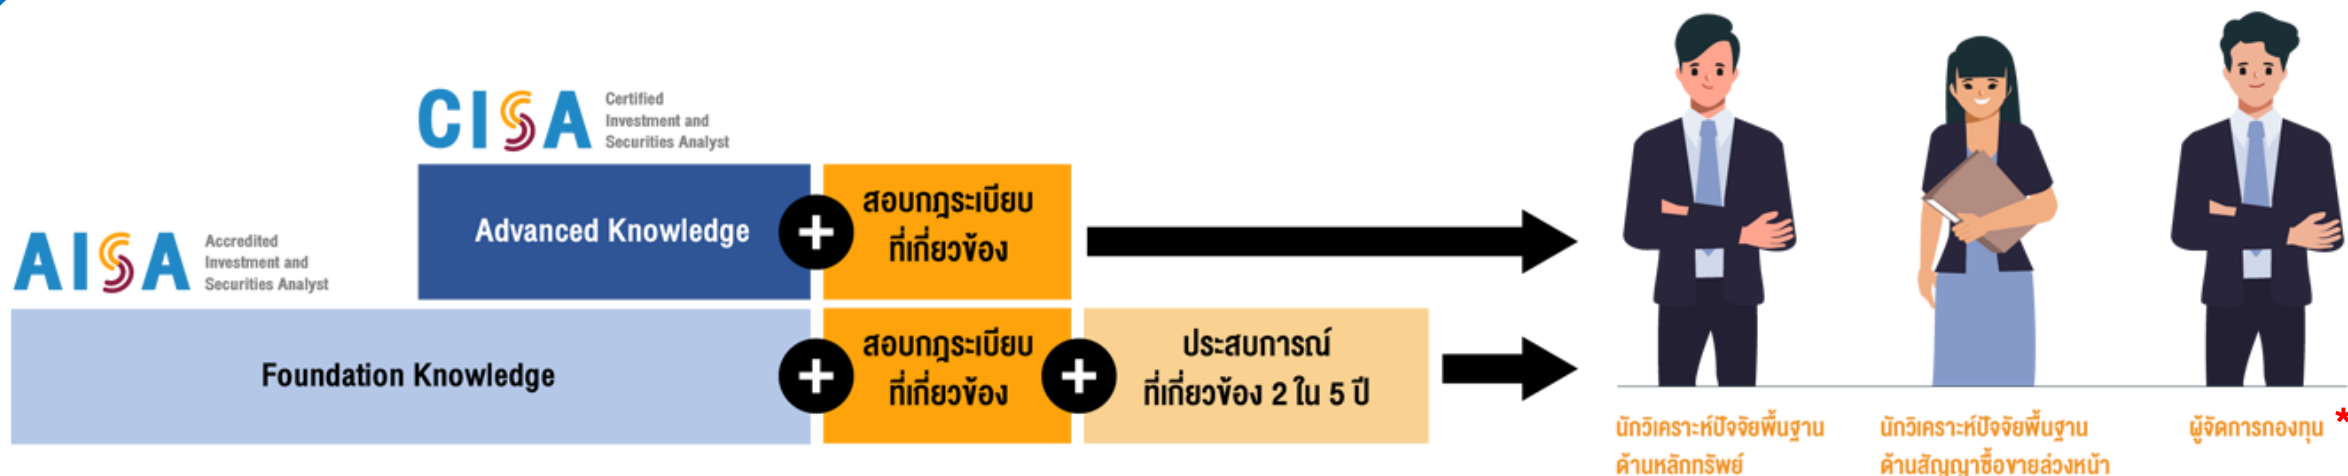 CISA
Certified
Investment and
Securities Analyst
Advanced Knowledge
+
สอบกฎระเบียบ
ที่เกี่ยวข้อง
AISA
Accredited
Investment and
Securities Analyst
Foundation Knowledge
+
สอบกฎระเบียบ
ที่เกี่ยวข้อง
+
ประสบการณ์
ที่เกี่ยวข้อง 2 ใน 5 ปี
นักวิเคราะห์ปัจจัยพื้นฐาน
ด้านหลักทรัพย์
นักวิเคราะห์ปัจจัยพื้นฐาน
ด้านสัญญาซื้อขายล่วงหน้า
ผู้จัดการกองทุน *